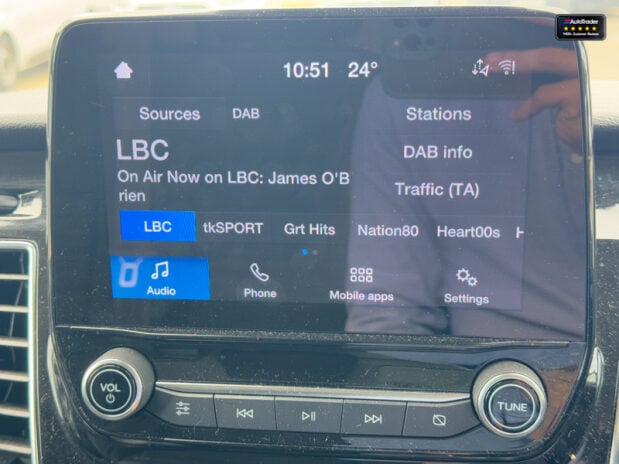 AutoTrader
10:51 24°
Sources DAB Stations
LBC
DAB info
On Air Now on LBC: James O'B
rien
Traffic (TA)
LBC tkSPORT Grt Hits Nation80 Heart00s H
Audio Phone Mobile apps Settings
VOL
TUNE